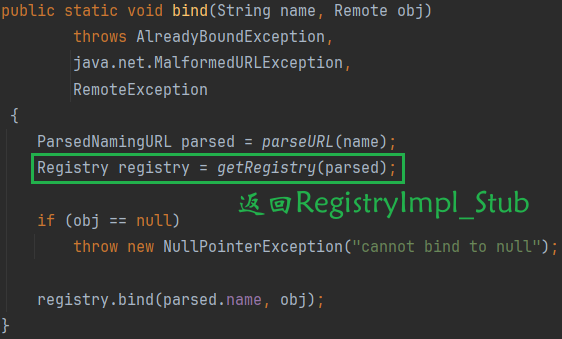 public static void bind(String name, Remote obj)
throws AlreadyBoundException,
java.net.MalformedURLException,
RemoteException
{
ParsedNamingURL parsed = parseURL(name);
Registry registry = getRegistry(parsed);
返回RegistryImpl_Stub
if (obj == null)
throw new NullPointerException("cannot bind to null");
registry.bind(parsed.name, obj);
}